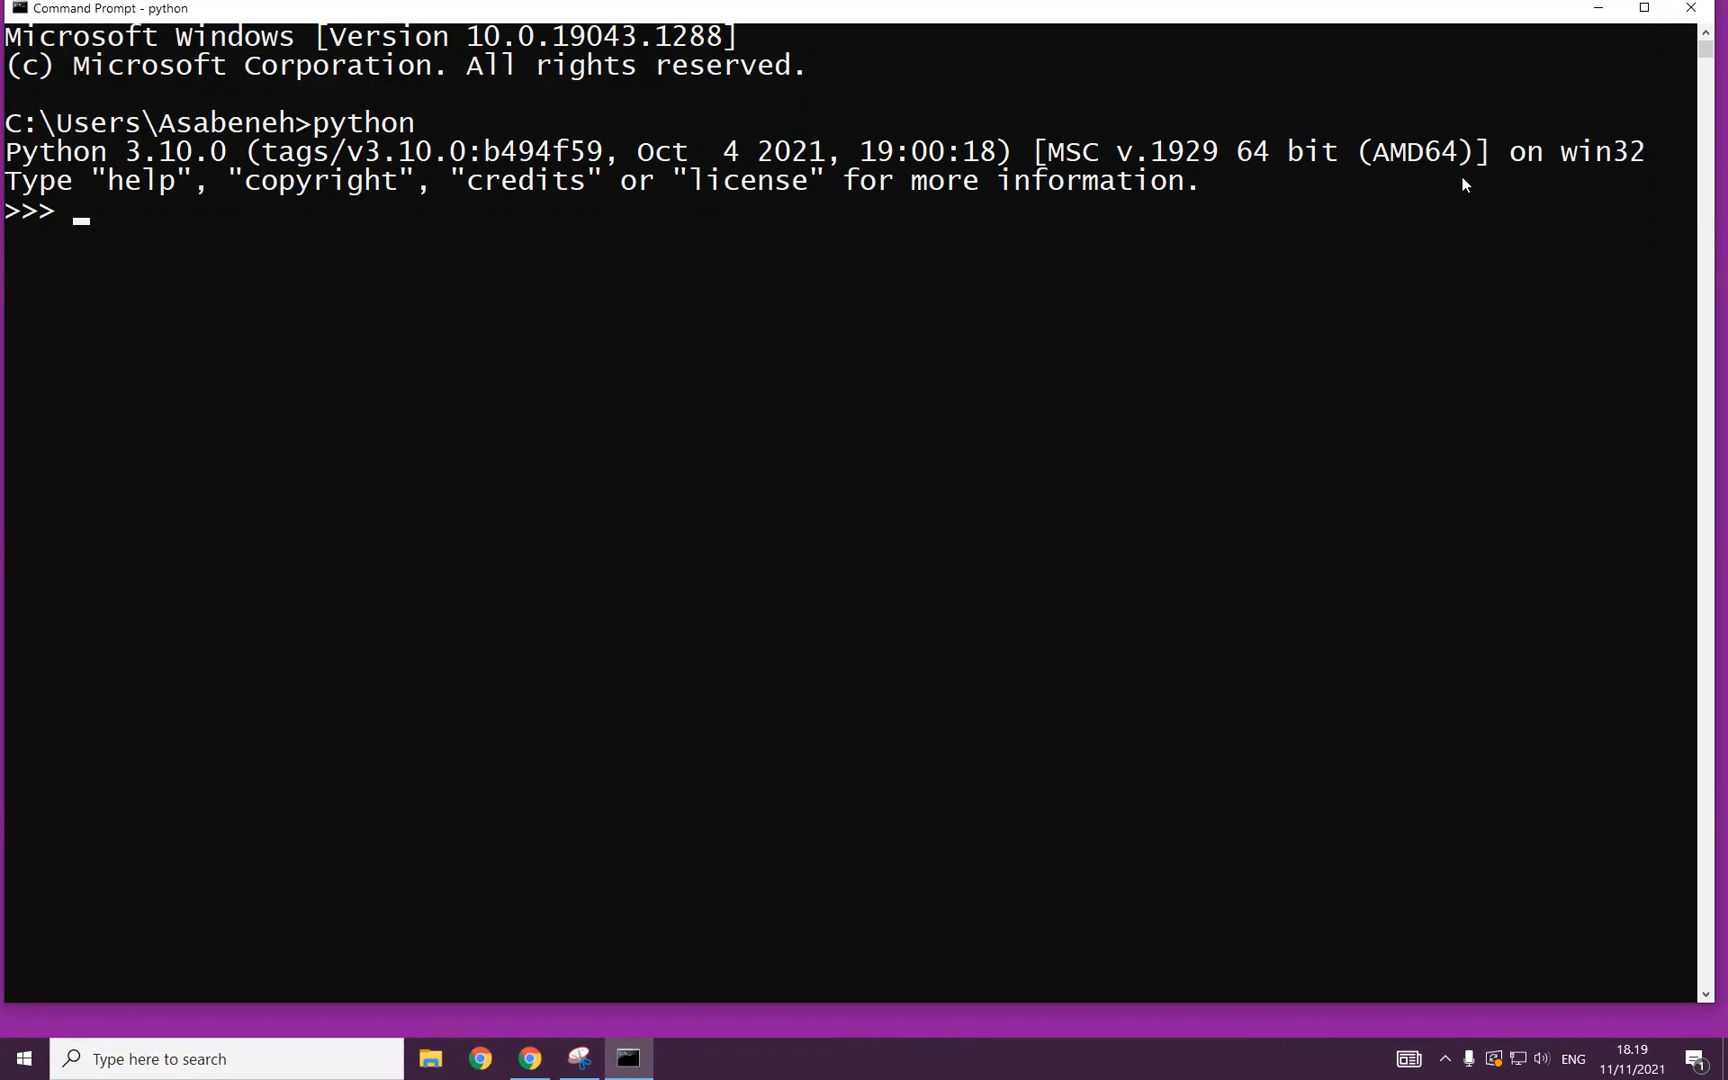 Command Prompt - python
Microsoft Windows [Version 10.0.19043.1288]
(c) Microsoft Corporation. All rights reserved.
C:\Users\Asabeneh>python
Python 3.10.0 (tags/v3.10.0:b494f59, Oct  4 2021, 19:00:18) [MSC v.1929 64 bit (AMD64)] on win32
Type "help", "copyright", "credits" or "license" for more information.
>>> _
Type here to search
ENG
18.19
11/11/2021
1